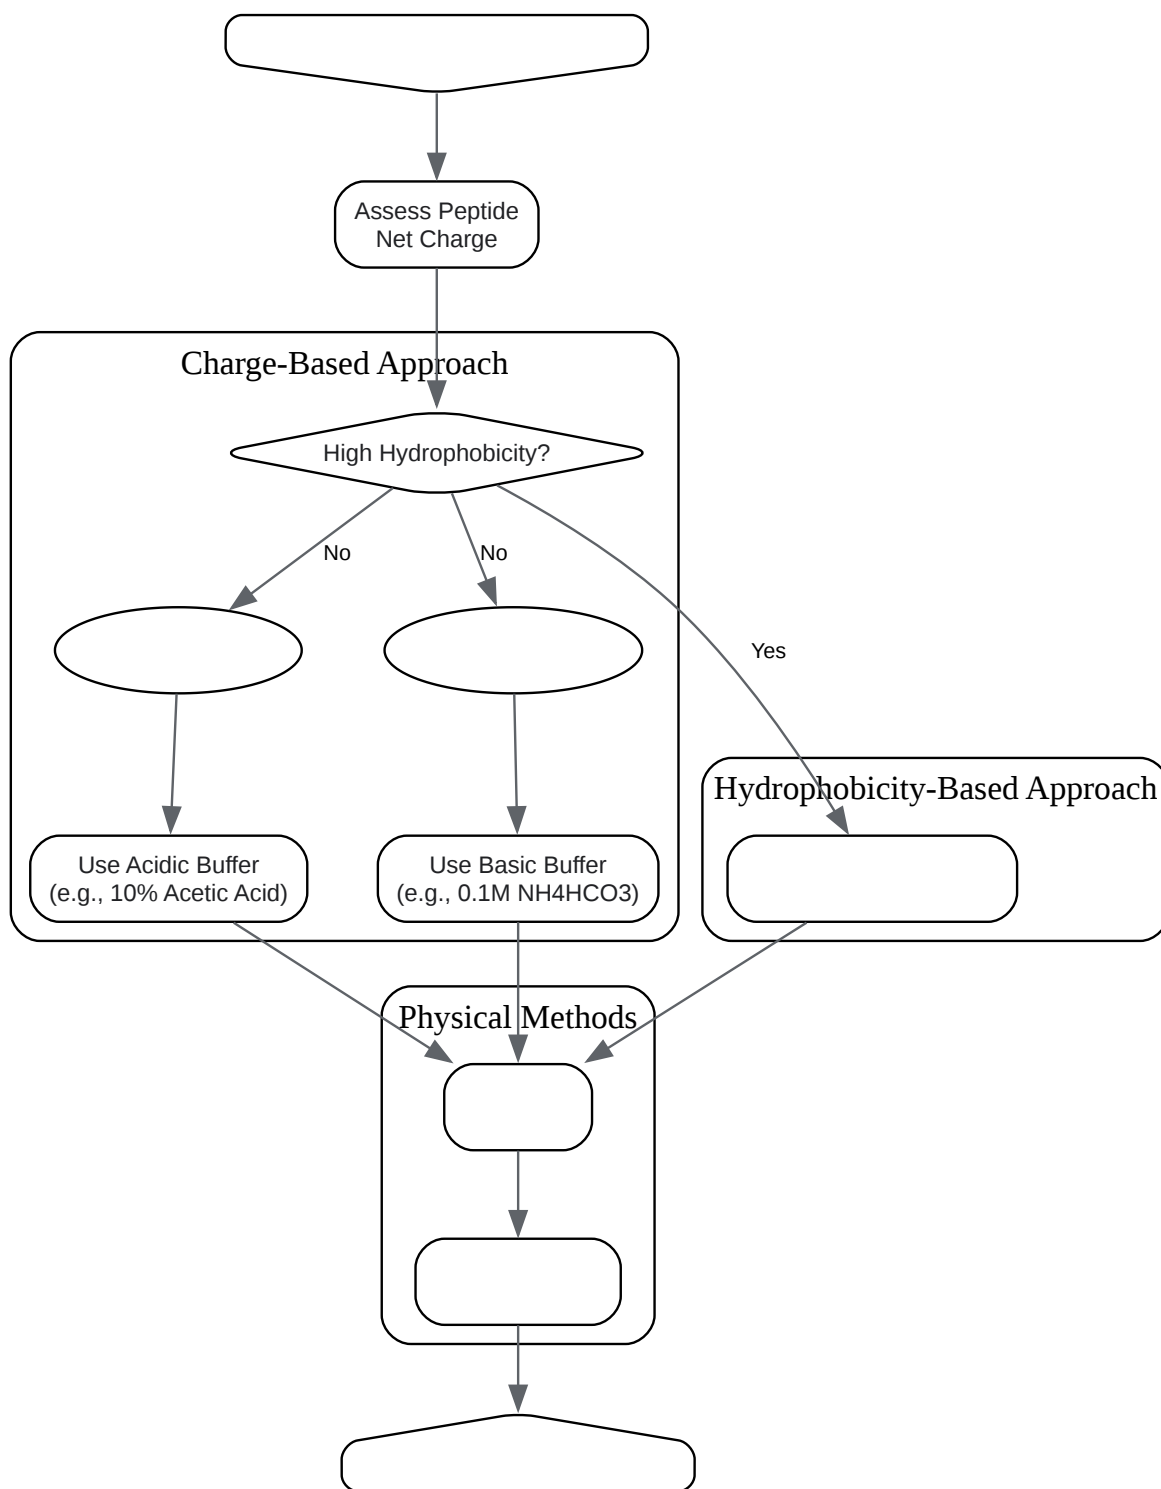 Assess Peptide
Net Charge
Charge-Based Approach
High Hydrophobicity?
No
No
Yes
Hydrophobicity-Based Approach
Use Acidic Buffer
(e.g., 10% Acetic Acid)
Use Basic Buffer
(e.g., 0.1M NH4HCO3)
Physical Methods